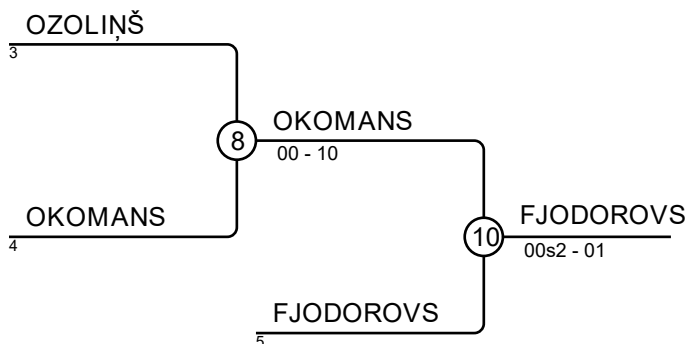 OZOLIŅŠ
3
8
OKOMANS
00 - 10
OKOMANS
4
10
FJODOROVS
00s2 - 01
FJODOROVS
5